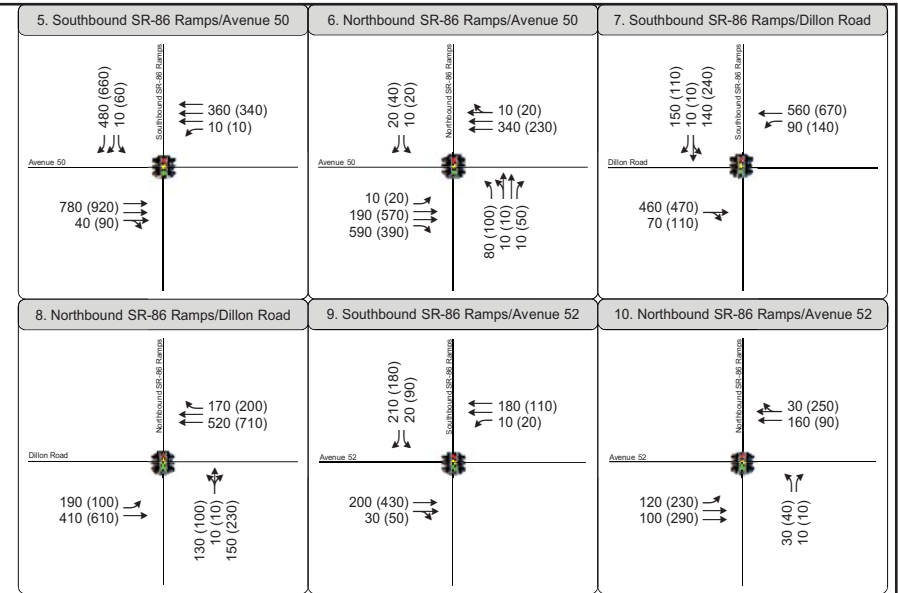 5. Southbound SR-86 Ramps/Avenue 50
480 (660)
10 (60)
Southbound SR-86 Ramps
360 (340)
10 (10)
Avenue 50
780 (920)
40 (90)
6. Northbound SR-86 Ramps/Avenue 50
20 (40)
10 (20)
Northbound SR-86 Ramps
10 (20)
340 (230)
Avenue 50
10 (20)
190 (570)
590 (390)
80 (100)
10 (10)
10 (50)
7. Southbound SR-86 Ramps/Dillon Road
150 (110)
10 (10)
140 (240)
Southbound SR-86 Ramps
560 (670)
90 (140)
Dillon Road
460 (470)
70 (110)
8. Northbound SR-86 Ramps/Dillon Road
Northbound SR-86 Ramps
170 (200)
520 (710)
Dillon Road
190 (100)
410 (610)
130 (100)
10 (10)
150 (230)
9. Southbound SR-86 Ramps/Avenue 52
210 (180)
20 (90)
Southbound SR-86 Ramps
180 (110)
10 (20)
Avenue 52
200 (430)
30 (50)
10. Northbound SR-86 Ramps/Avenue 52
Northbound SR-86 Ramps
30 (250)
160 (90)
Avenue 52
120 (230)
100 (290)
30 (40)
10 (10)